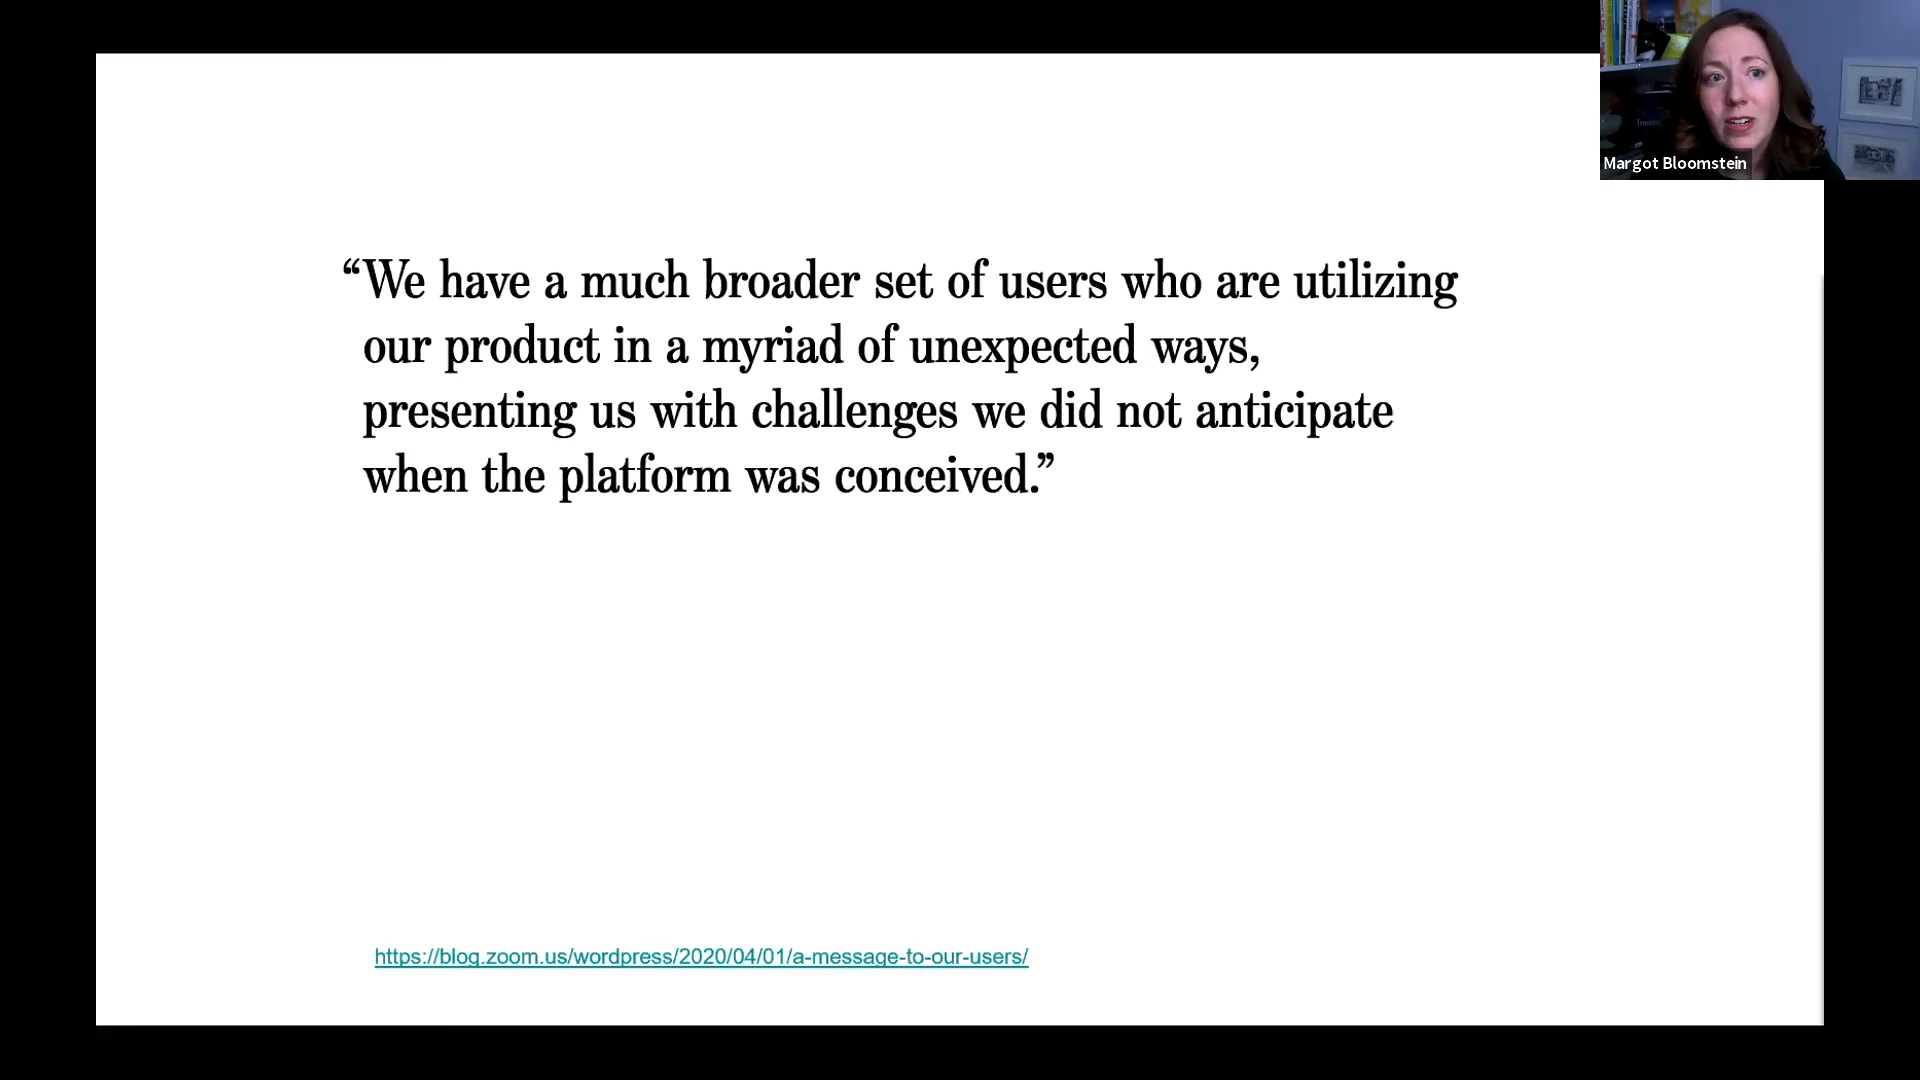 Margot Bloomstein
“We have a much broader set of users who are utilizing
our product in a myriad of unexpected ways,
presenting us with challenges we did not anticipate
when the platform was conceived.”
https://blog.zoom.us/wordpress/2020/04/01/a-message-to-our-users/